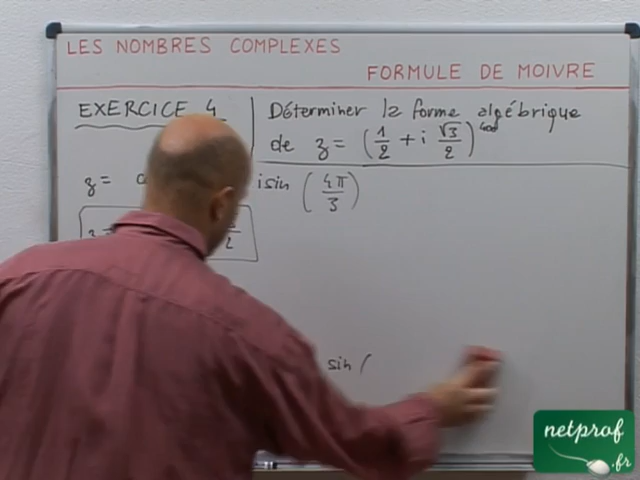 LES NOMBRES COMPLEXES
FORMULE DE MOIVRE
EXERCICE 4 Déterminer la forme algébrique
de z = (1/2 + i √3/2)^400
z = isin (4π/3)
2
sin (
netprof
.fr